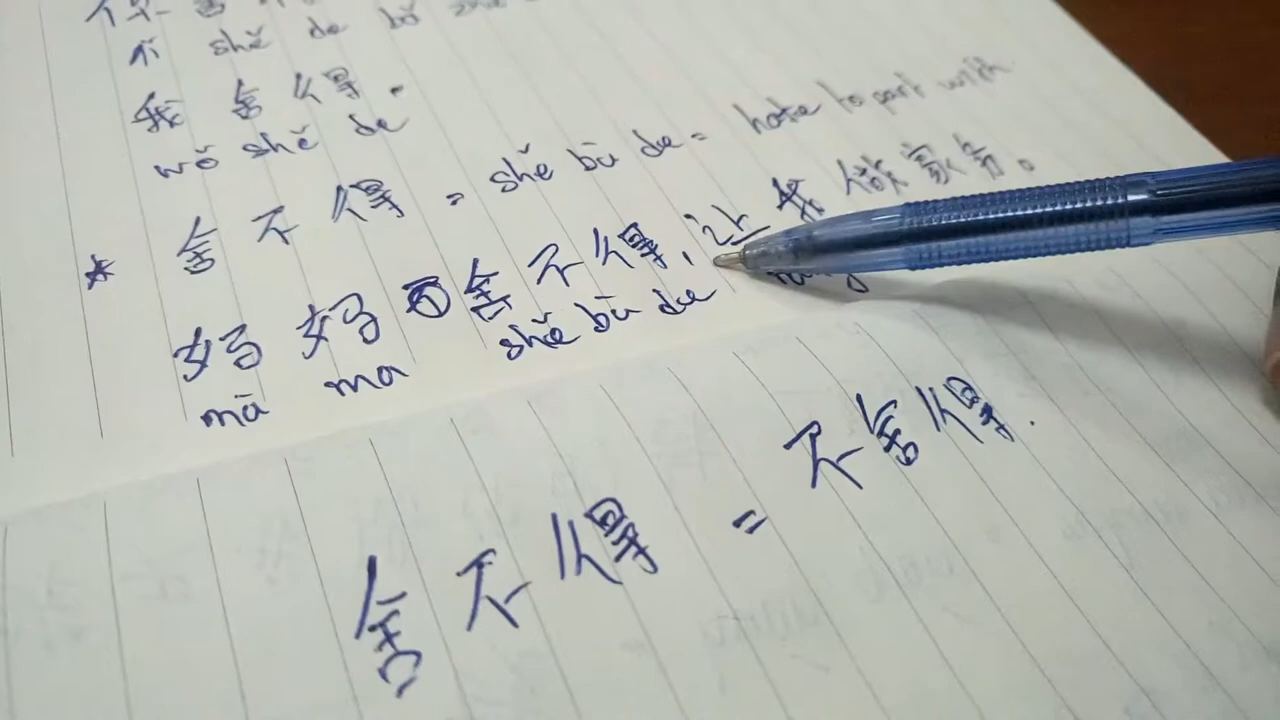 nǐ shě de bù
我 舍 得.
wǒ shě de
* 舍 不 得 = shě bù de = hate to part with
妈 妈 舍 不 得, 让 我 做 家 务。
mā ma shě bù de
舍 不 得 = 不 舍 得.